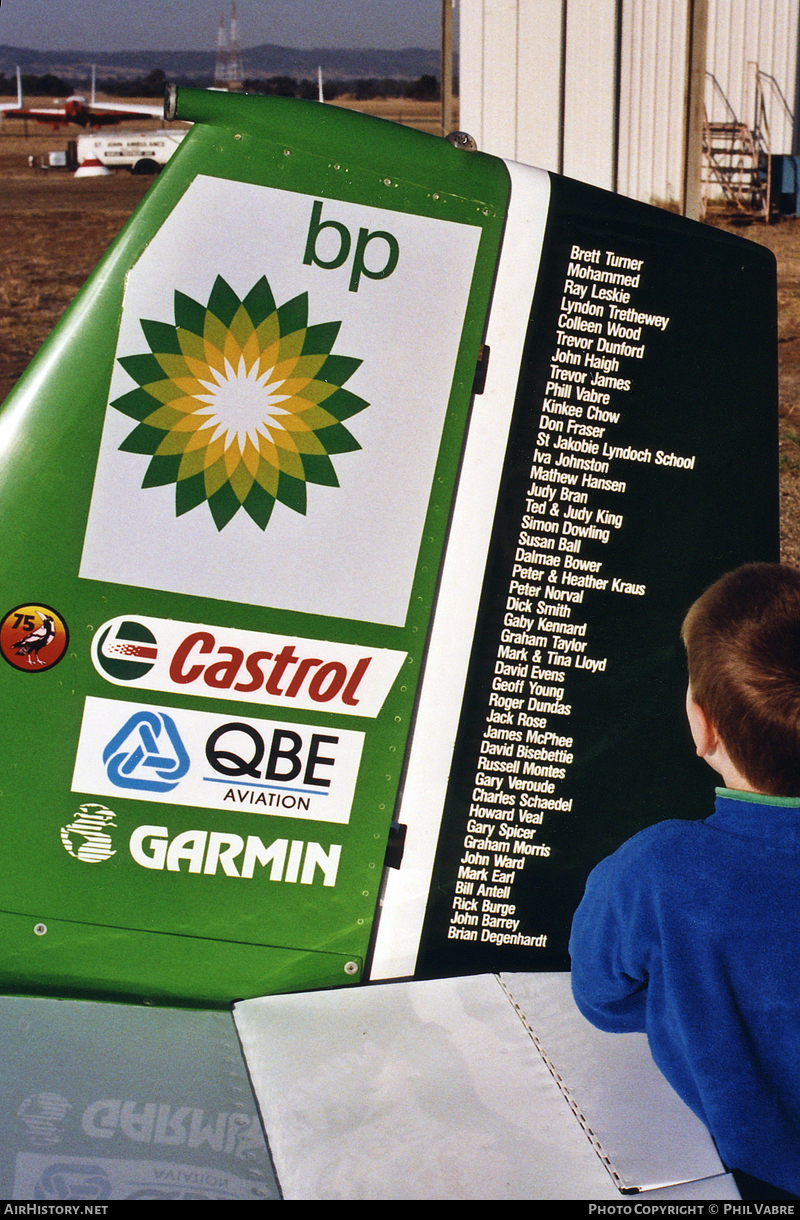 ST JOHN AMBULANCE
bp
75
Castrol
QBE
AVIATION
GARMIN
Brett Turner
Mohammed
Ray Leskie
Lyndon Trethewey
Colleen Wood
Trevor Dunford
John Haigh
Trevor James
Phill Vabre
Kinkee Chow
Don Fraser
St Jakobie Lyndoch School
Iva Johnston
Mathew Hansen
Judy Bran
Ted & Judy King
Simon Dowling
Susan Ball
Dalmae Bower
Peter & Heather Kraus
Peter Norval
Dick Smith
Gaby Kennard
Graham Taylor
Mark & Tina Lloyd
David Evens
Geoff Young
Roger Dundas
Jack Rose
James McPhee
David Bisebettie
Russell Montes
Gary Veroude
Charles Schaedel
Howard Veal
Gary Spicer
Graham Morris
John Ward
Mark Earl
Bill Antell
Rick Burge
John Barrey
Brian Degenhardt
GARMIN
AVIATION
AirHistory.net
Photo Copyright © Phil Vabre